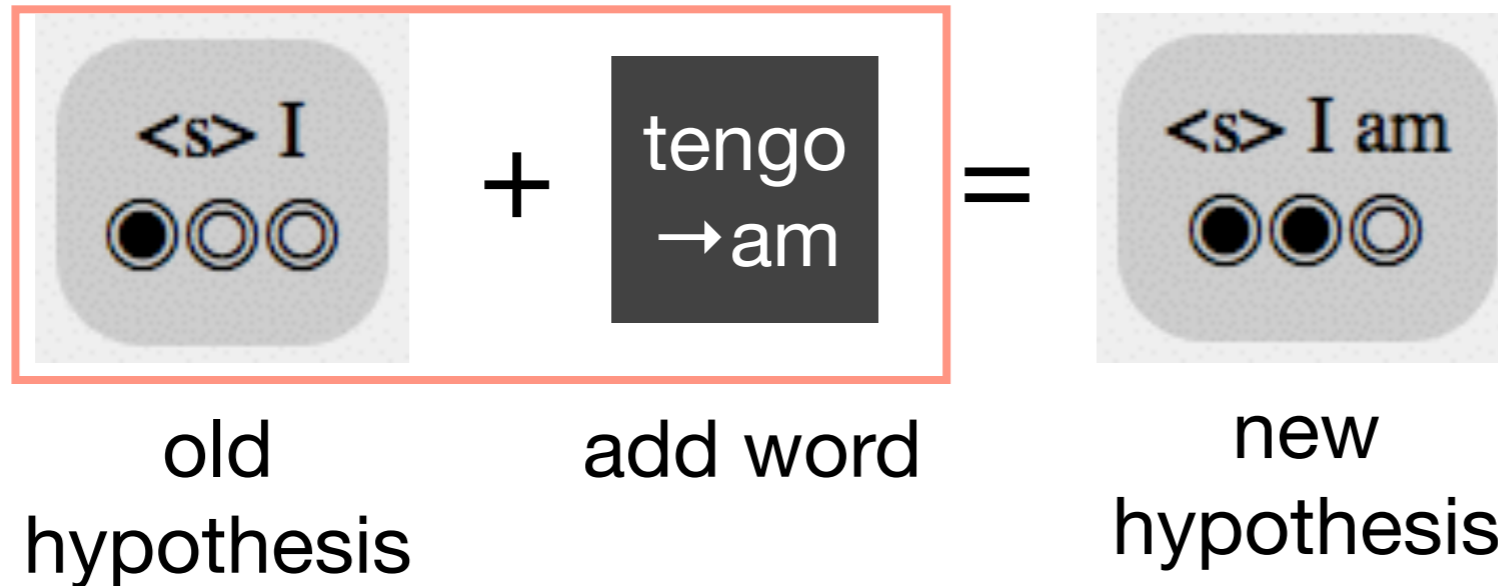 <s> I
+
tengo
→am
=
<s> I am
old
hypothesis
add word
new
hypothesis